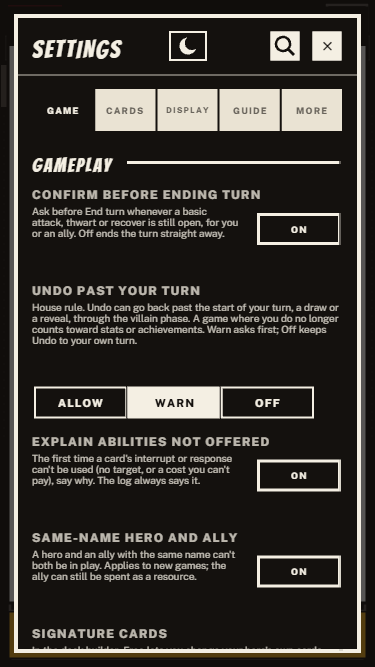 SETTINGS
×
GAME
CARDS
DISPLAY
GUIDE
MORE
GAMEPLAY
CONFIRM BEFORE ENDING TURN
Ask before End turn whenever a basic
attack, thwart or recover is still open, for you
or an ally. Off ends the turn straight away.
ON
UNDO PAST YOUR TURN
House rule. Undo can go back past the start of your turn, a draw or
a reveal, through the villain phase. A game where you do no longer
counts toward stats or achievements. Warn asks first; Off keeps
Undo to your own turn.
ALLOW
WARN
OFF
EXPLAIN ABILITIES NOT OFFERED
The first time a card's interrupt or response
can't be used (no target, or a cost you can't
pay), say why. The log always says it.
ON
SAME-NAME HERO AND ALLY
A hero and an ally with the same name can't
both be in play. Applies to new games; the
ally can still be spent as a resource.
ON
SIGNATURE CARDS